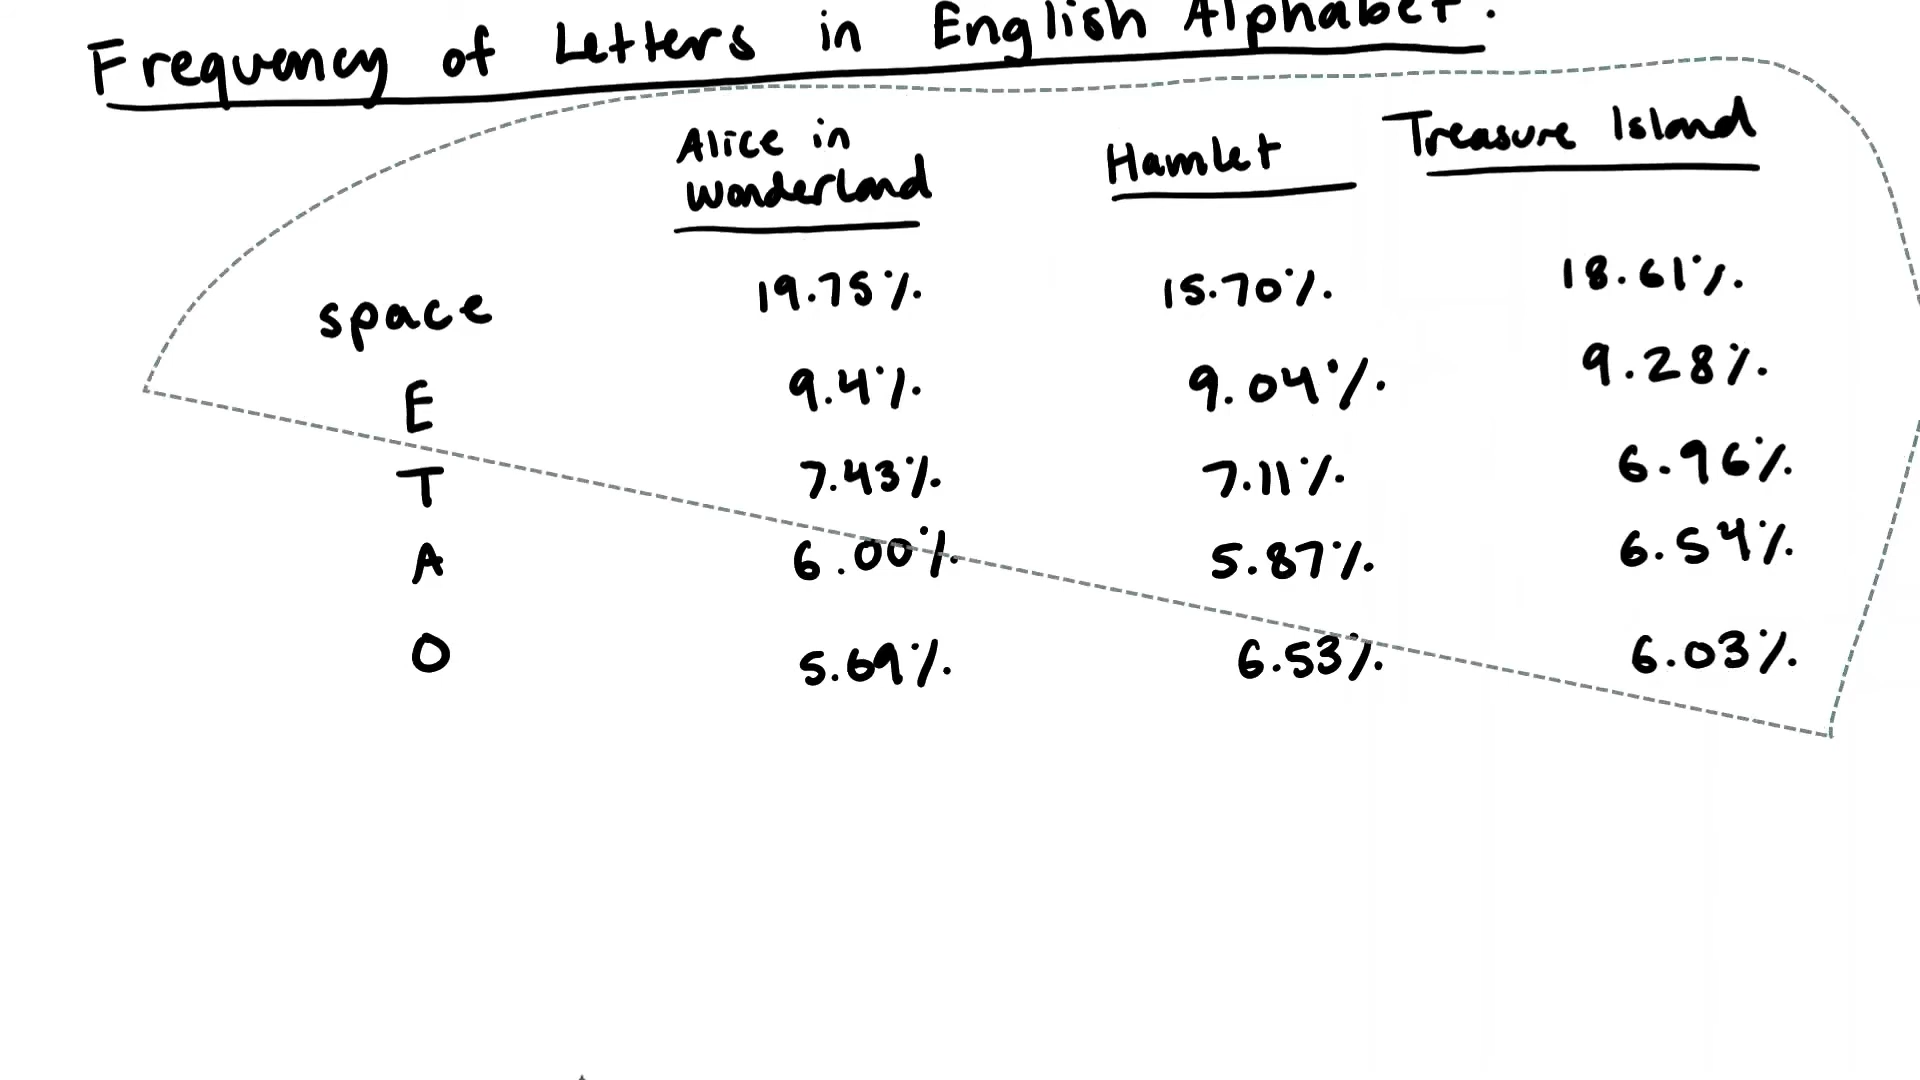 Frequency of Letters in English Alphabet.
Alice in Wonderland Hamlet Treasure Island
space 19.75% 15.70% 18.61%
E 9.4% 9.04% 9.28%
T 7.43% 7.11% 6.96%
A 6.00% 5.87% 6.54%
O 5.69% 6.53% 6.03%